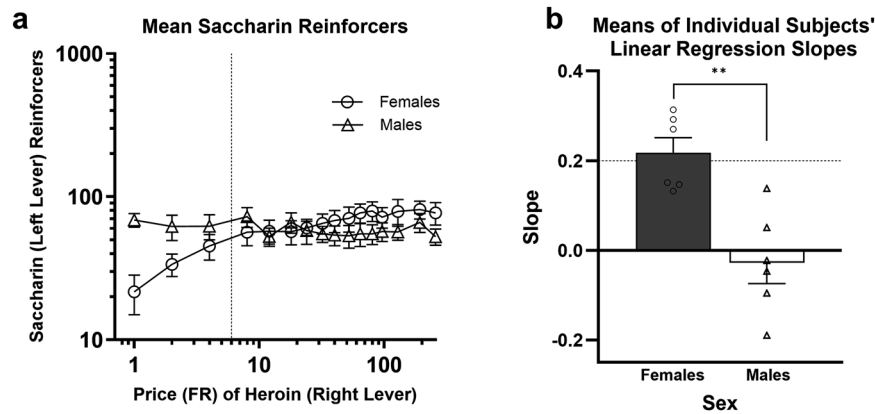 a
Mean Saccharin Reinforcers
Saccharin (Left Lever) Reinforcers
1000
100
10
Females
Males
1
10
100
Price (FR) of Heroin (Right Lever)
b
Means of Individual Subjects'
Linear Regression Slopes
**
Slope
0.4
0.2
0.0
-0.2
Females
Males
Sex